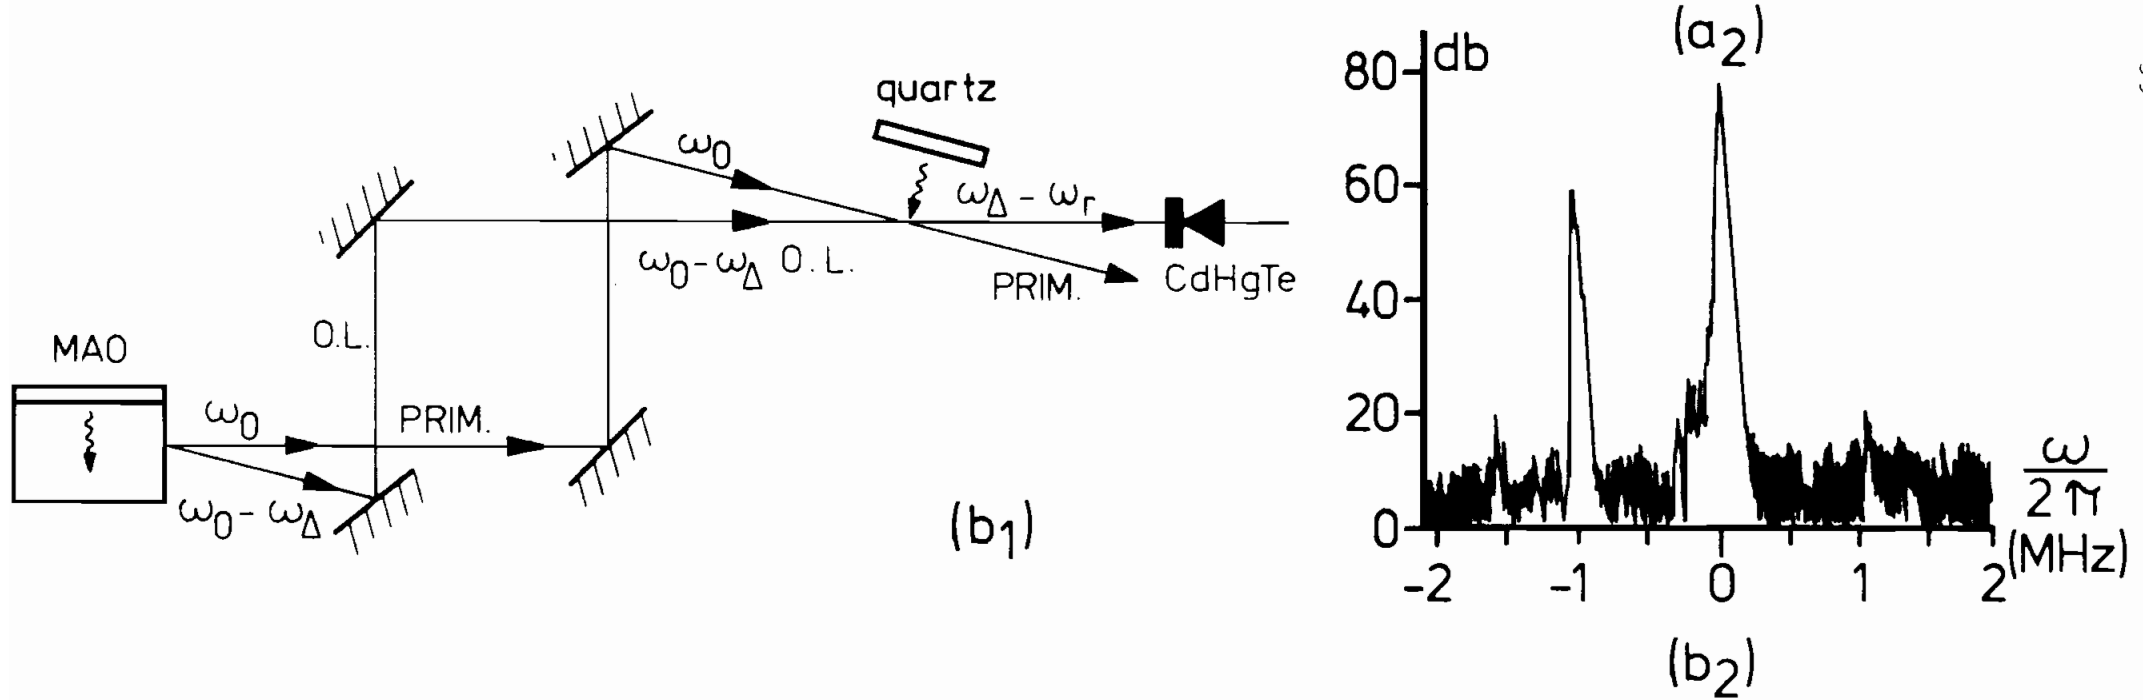 quartz
ω0
ωΔ - ωr
ω0 - ωΔ O.L.
PRIM.
CdHgTe
O.L.
MAO
ω0
PRIM.
ω0 - ωΔ
(b1)
(a2)
db
80
60
40
20
0
-2 -1 0 1 2
ω
2π
(MHz)
(b2)